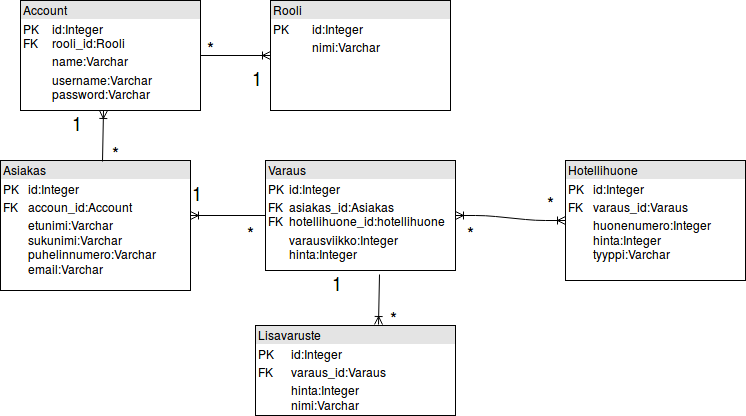 Account
PK id:Integer
FK rooli_id:Rooli
name:Varchar
username:Varchar
password:Varchar
*
1
Rooli
PK id:Integer
nimi:Varchar
1
*
Asiakas
PK id:Integer
FK accoun_id:Account
etunimi:Varchar
sukunimi:Varchar
puhelinnumero:Varchar
email:Varchar
1
*
Varaus
PK id:Integer
FK asiakas_id:Asiakas
FK hotellihuone_id:hotellihuone
varausviikko:Integer
hinta:Integer
*
*
Hotellihuone
PK id:Integer
FK varaus_id:Varaus
huonenumero:Integer
hinta:Integer
tyyppi:Varchar
1
*
Lisavaruste
PK id:Integer
FK varaus_id:Varaus
hinta:Integer
nimi:Varchar